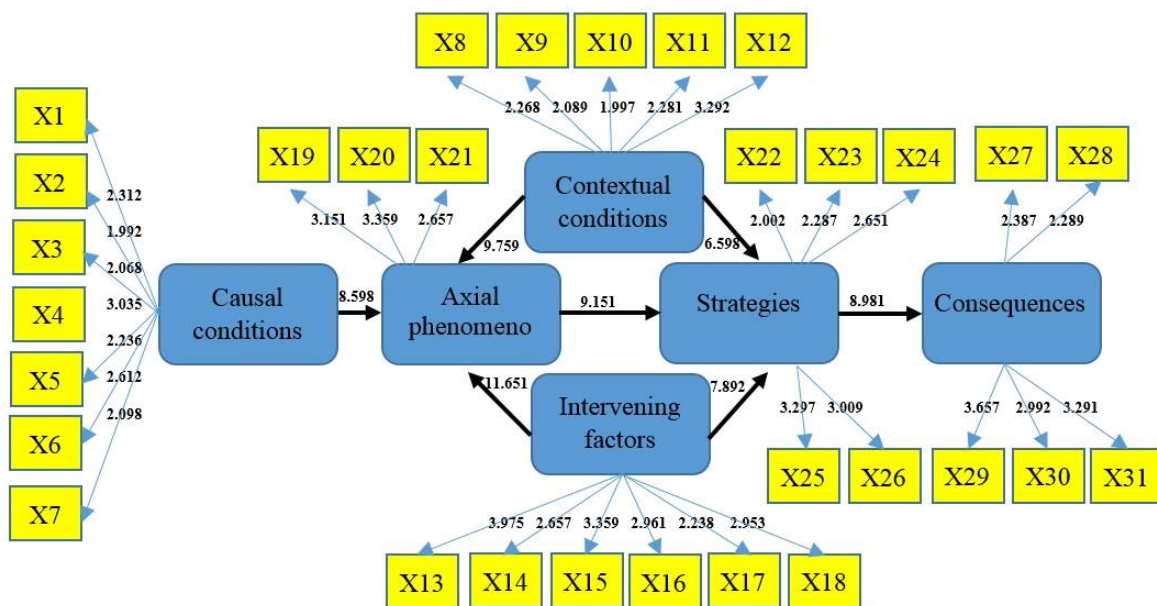 X8 X9 X10 X11 X12
2.268 2.089 1.997 2.281 3.292
X1
X2
X3
X4
X5
X6
X7
2.312
1.992
2.068
3.035
2.236
2.612
2.098
X19 X20 X21
3.151 3.359 2.657
Contextual
conditions
X22 X23 X24
2.002 2.287 2.651
X27 X28
2.387 2.289
9.759
6.598
Causal
conditions
8.598
Axial
phenomeno
9.151
Strategies
8.981
Consequences
11.651
Intervening
factors
7.892
3.297 3.009
X25 X26
3.657 2.992 3.291
X29 X30 X31
3.975 2.657 3.359 2.961 2.238 2.953
X13 X14 X15 X16 X17 X18